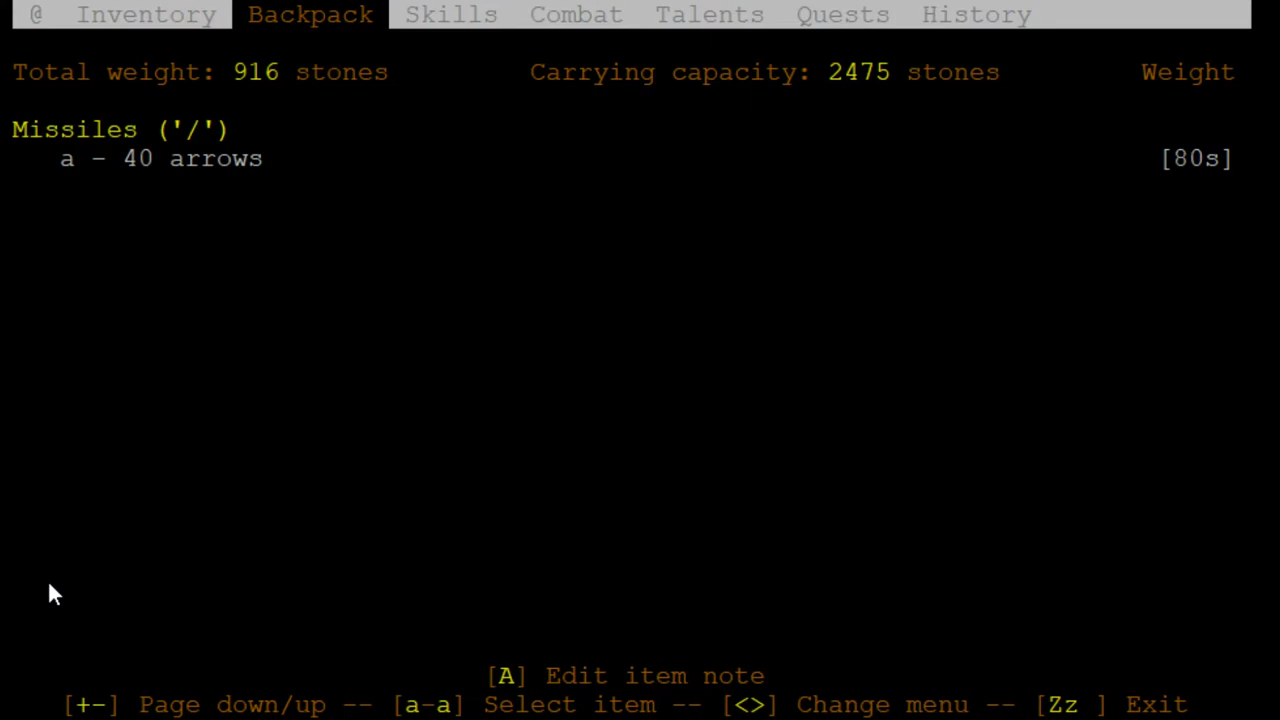 @ Inventory Backpack Skills Combat Talents Quests History
Total weight: 916 stones Carrying capacity: 2475 stones Weight
Missiles ('/')
a - 40 arrows [80s]
[A] Edit item note
[+-] Page down/up -- [a-a] Select item -- [<>] Change menu -- [Zz ] Exit